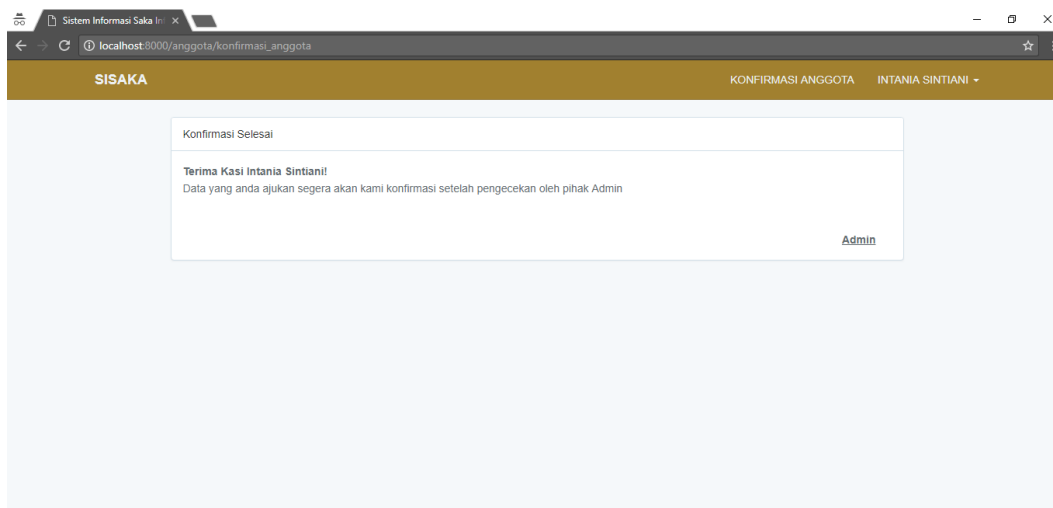 Sistem Informasi Saka In
localhost:8000/anggota/konfirmasi_anggota
SISAKA KONFIRMASI ANGGOTA INTANIA SINTIANI
Konfirmasi Selesai
Terima Kasi Intania Sintiani!
Data yang anda ajukan segera akan kami konfirmasi setelah pengecekan oleh pihak Admin
Admin